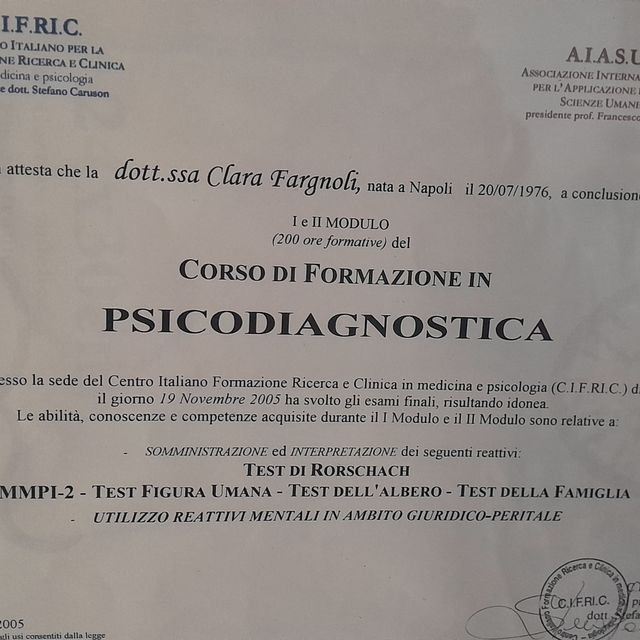 .I.F.RI.C.
O ITALIANO PER LA
NE RICERCA E CLINICA
dicina e psicologia
e dott. Stefano Caruson
A.I.A.S.U
ASSOCIAZIONE INTERNA
PER L'APPLICAZIONE
SCIENZE UMANE
presidente prof. Francesco
attesta che la dott.ssa Clara Fargnoli, nata a Napoli il 20/07/1976, a conclusione
I e II MODULO
(200 ore formative) del
CORSO DI FORMAZIONE IN
PSICODIAGNOSTICA
esso la sede del Centro Italiano Formazione Ricerca e Clinica in medicina e psicologia (C.I.F.RI.C.) d
il giorno 19 Novembre 2005 ha svolto gli esami finali, risultando idonea.
Le abilità, conoscenze e competenze acquisite durante il I Modulo e il II Modulo sono relative a:
- SOMMINISTRAZIONE ed INTERPRETAZIONE dei seguenti reattivi:
TEST DI RORSCHACH
MMPI-2 - TEST FIGURA UMANA - TEST DELL'ALBERO - TEST DELLA FAMIGLIA
- UTILIZZO REATTIVI MENTALI IN AMBITO GIURIDICO-PERITALE
C.I.F.RI.C.
dott
2005
gli usi consentiti dalla legge